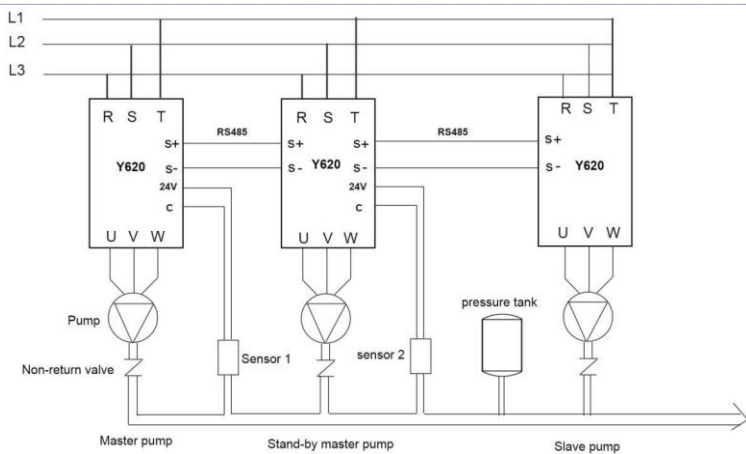 L1
L2
L3
R S T
R S T
R S T
S+
RS485
S+
RS485
S+
Y620
S-
S-
Y620
S-
Y620
24V
24V
C
C
U V W
U V W
U V W
pressure tank
Pump
Sensor 1
sensor 2
Non-return valve
Master pump
Stand-by master pump
Slave pump